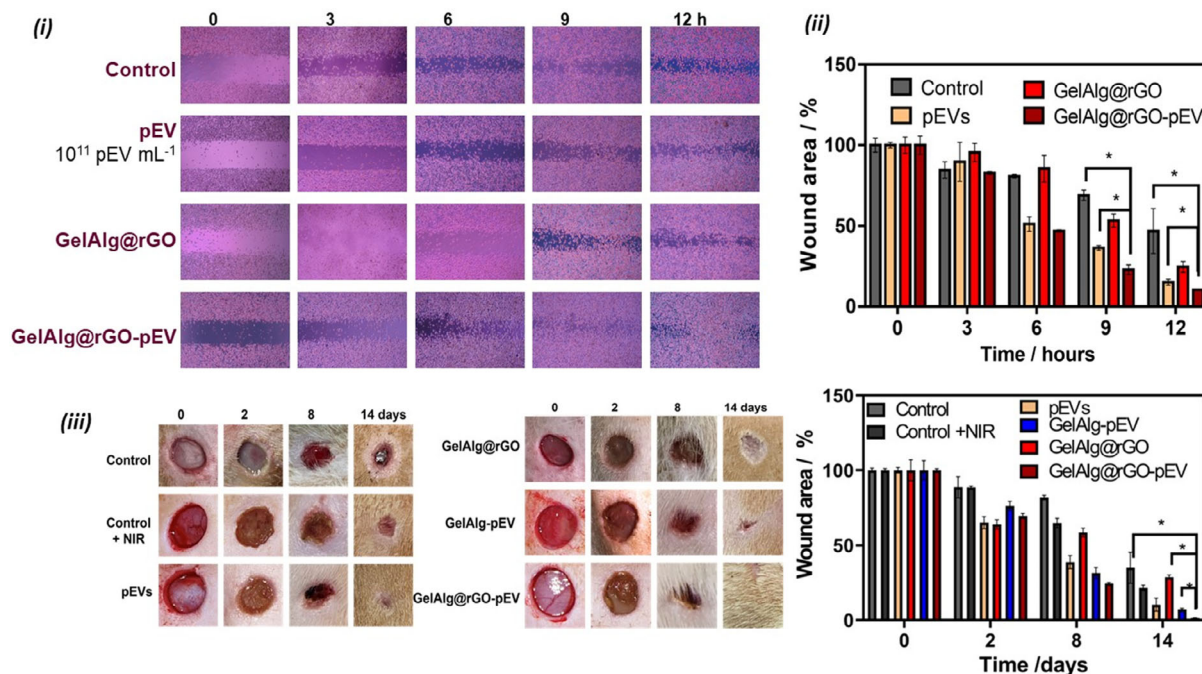 (i)
0 3 6 9 12 h
Control
pEV
10¹¹ pEV mL⁻¹
GelAlg@rGO
GelAlg@rGO-pEV
(ii)
Control
pEVs
GelAlg@rGO
GelAlg@rGO-pEV
Wound area / %
150
100
50
0
* * * *
0 3 6 9 12
Time / hours
(iii)
0 2 8 14 days
Control
Control
+ NIR
pEVs
0 2 8 14 days
GelAlg@rGO
GelAlg-pEV
GelAlg@rGO-pEV
Control
Control +NIR
pEVs
GelAlg-pEV
GelAlg@rGO
GelAlg@rGO-pEV
Wound area / %
150
100
50
0
* * *
0 2 8 14
Time /days